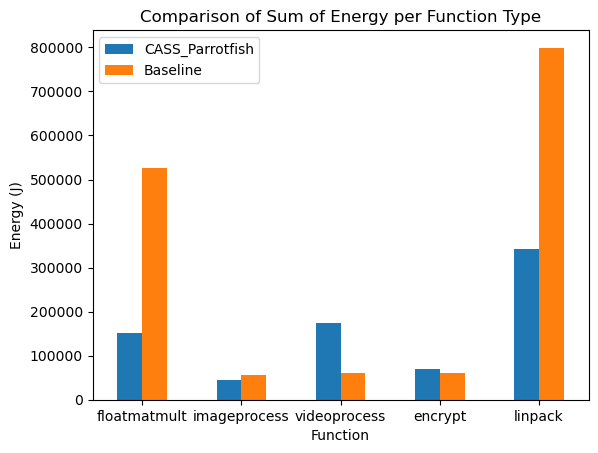 Comparison of Sum of Energy per Function Type
CASS_Parrotfish
Baseline
Energy (J)
800000
700000
600000
500000
400000
300000
200000
100000
0
floatmatmult imageprocess videoprocess encrypt linpack
Function